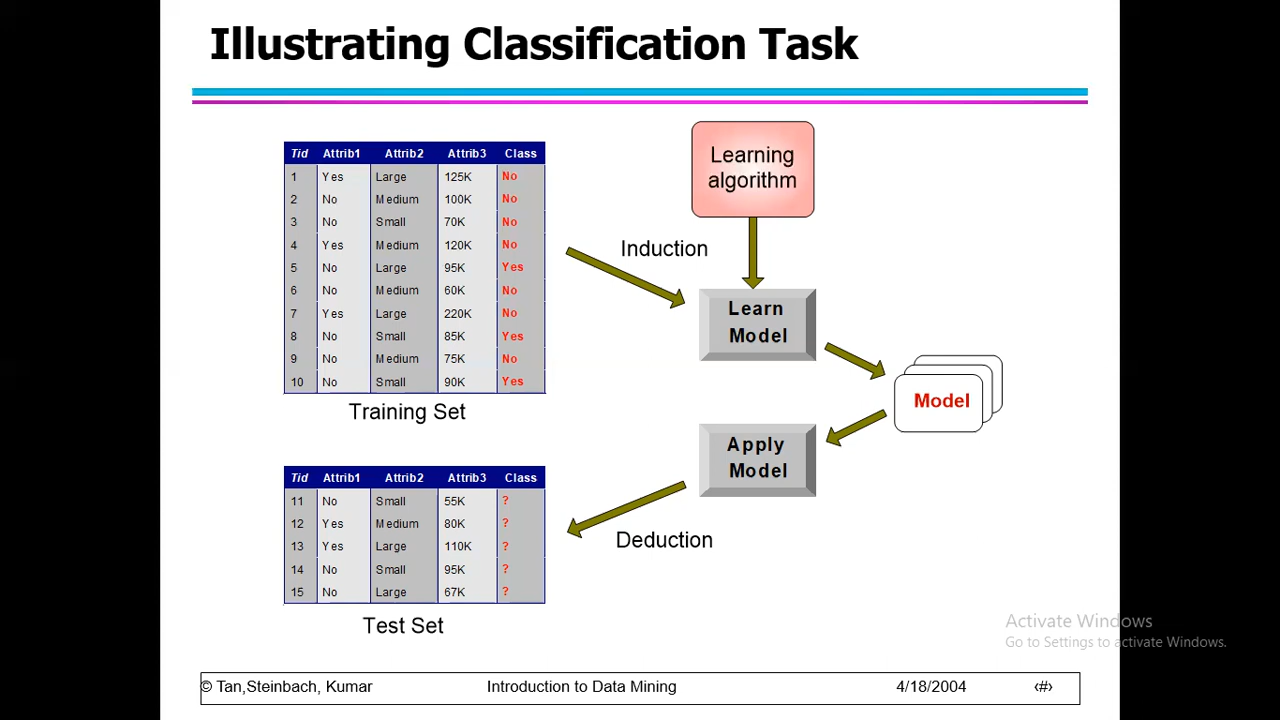 Illustrating Classification Task
Tid Attrib1 Attrib2 Attrib3 Class
1 Yes Large 125K No
2 No Medium 100K No
3 No Small 70K No
4 Yes Medium 120K No
5 No Large 95K Yes
6 No Medium 60K No
7 Yes Large 220K No
8 No Small 85K Yes
9 No Medium 75K No
10 No Small 90K Yes
Training Set
Learning
algorithm
Induction
Learn
Model
Model
Apply
Model
Deduction
Tid Attrib1 Attrib2 Attrib3 Class
11 No Small 55K ?
12 Yes Medium 80K ?
13 Yes Large 110K ?
14 No Small 95K ?
15 No Large 67K ?
Test Set
Activate Windows
Go to Settings to activate Windows.
© Tan,Steinbach, Kumar Introduction to Data Mining 4/18/2004 ‹#›